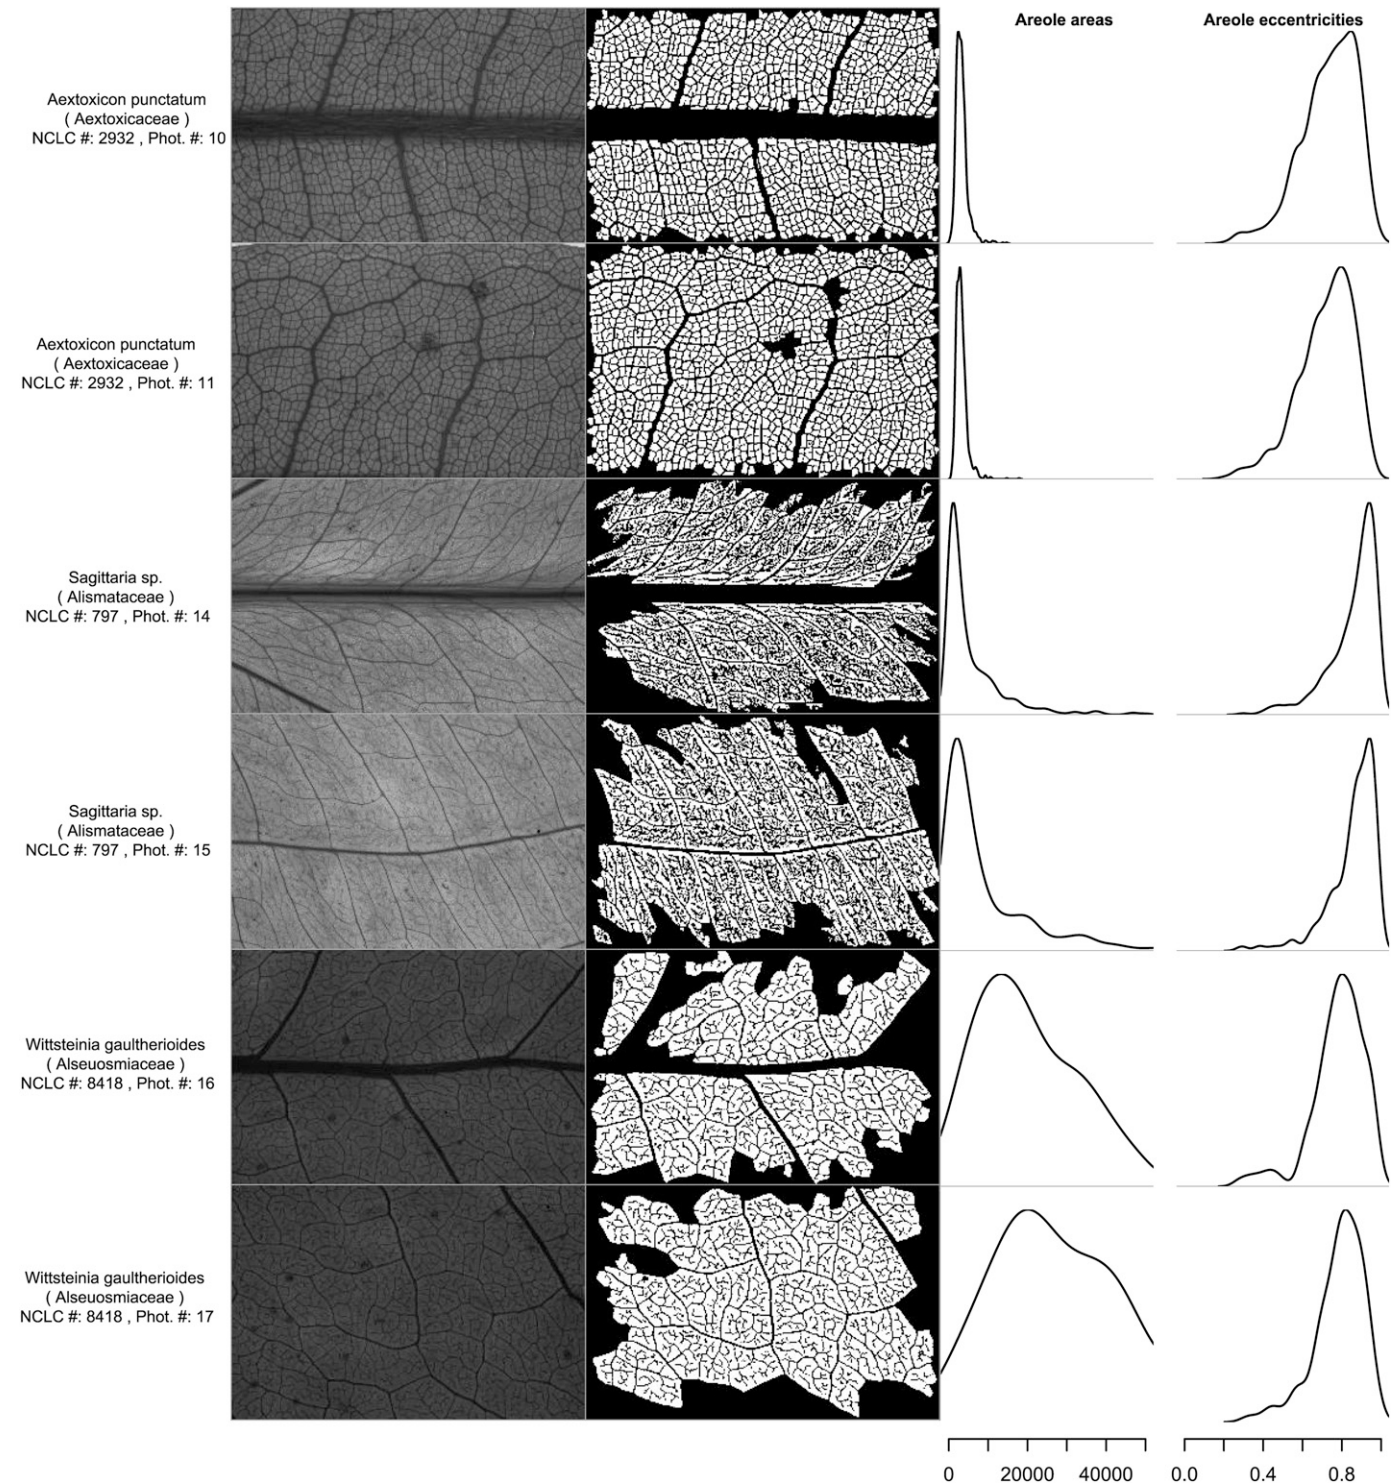 Areole areas
Areole eccentricities
Aextoxicon punctatum
( Aextoxicaceae )
NCLC #: 2932 , Phot. #: 10
Aextoxicon punctatum
( Aextoxicaceae )
NCLC #: 2932 , Phot. #: 11
Sagittaria sp.
( Alismataceae )
NCLC #: 797 , Phot. #: 14
Sagittaria sp.
( Alismataceae )
NCLC #: 797 , Phot. #: 15
Wittsteinia gaultherioides
( Alseuosmiaceae )
NCLC #: 8418 , Phot. #: 16
Wittsteinia gaultherioides
( Alseuosmiaceae )
NCLC #: 8418 , Phot. #: 17
0 20000 40000 0.0 0.4 0.8